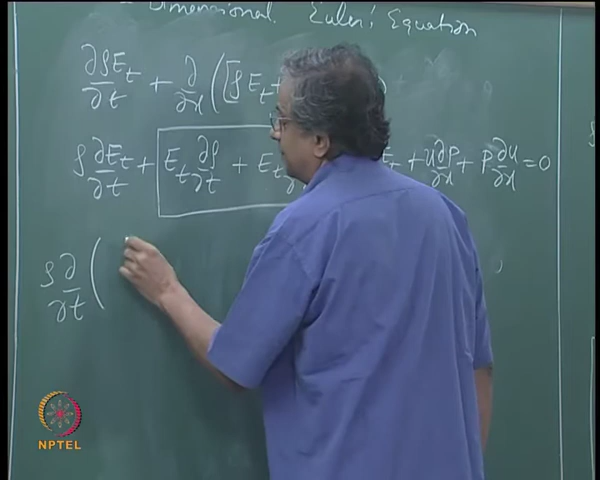 - Dimensional Euler's Equation
∂ρE_t/∂t + ∂/∂x ([ρE_t +
ρ ∂E_t/∂t + E_t ∂ρ/∂t + E_t + u ∂p/∂x + p ∂u/∂x = 0
ρ ∂/∂t (
NPTEL